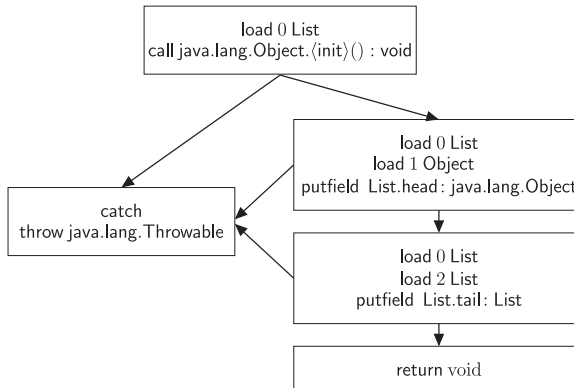 load 0 List
call java.lang.Object.⟨init⟩() : void
load 0 List
load 1 Object
putfield List.head: java.lang.Object
catch
throw java.lang.Throwable
load 0 List
load 2 List
putfield List.tail: List
return void